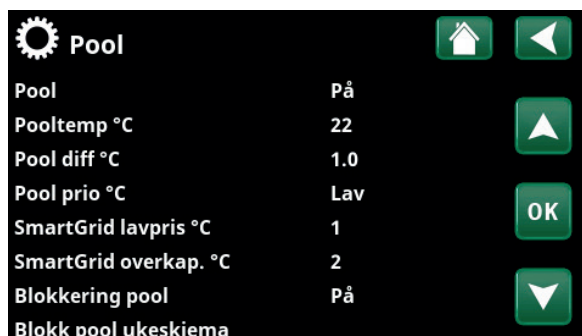 Pool
Pool På
Pooltemp °C 22
Pool diff °C 1.0
Pool prio °C Lav
SmartGrid lavpris °C 1
OK
SmartGrid overkap. °C 2
Blokkering pool På
Blokk pool ukeskjema